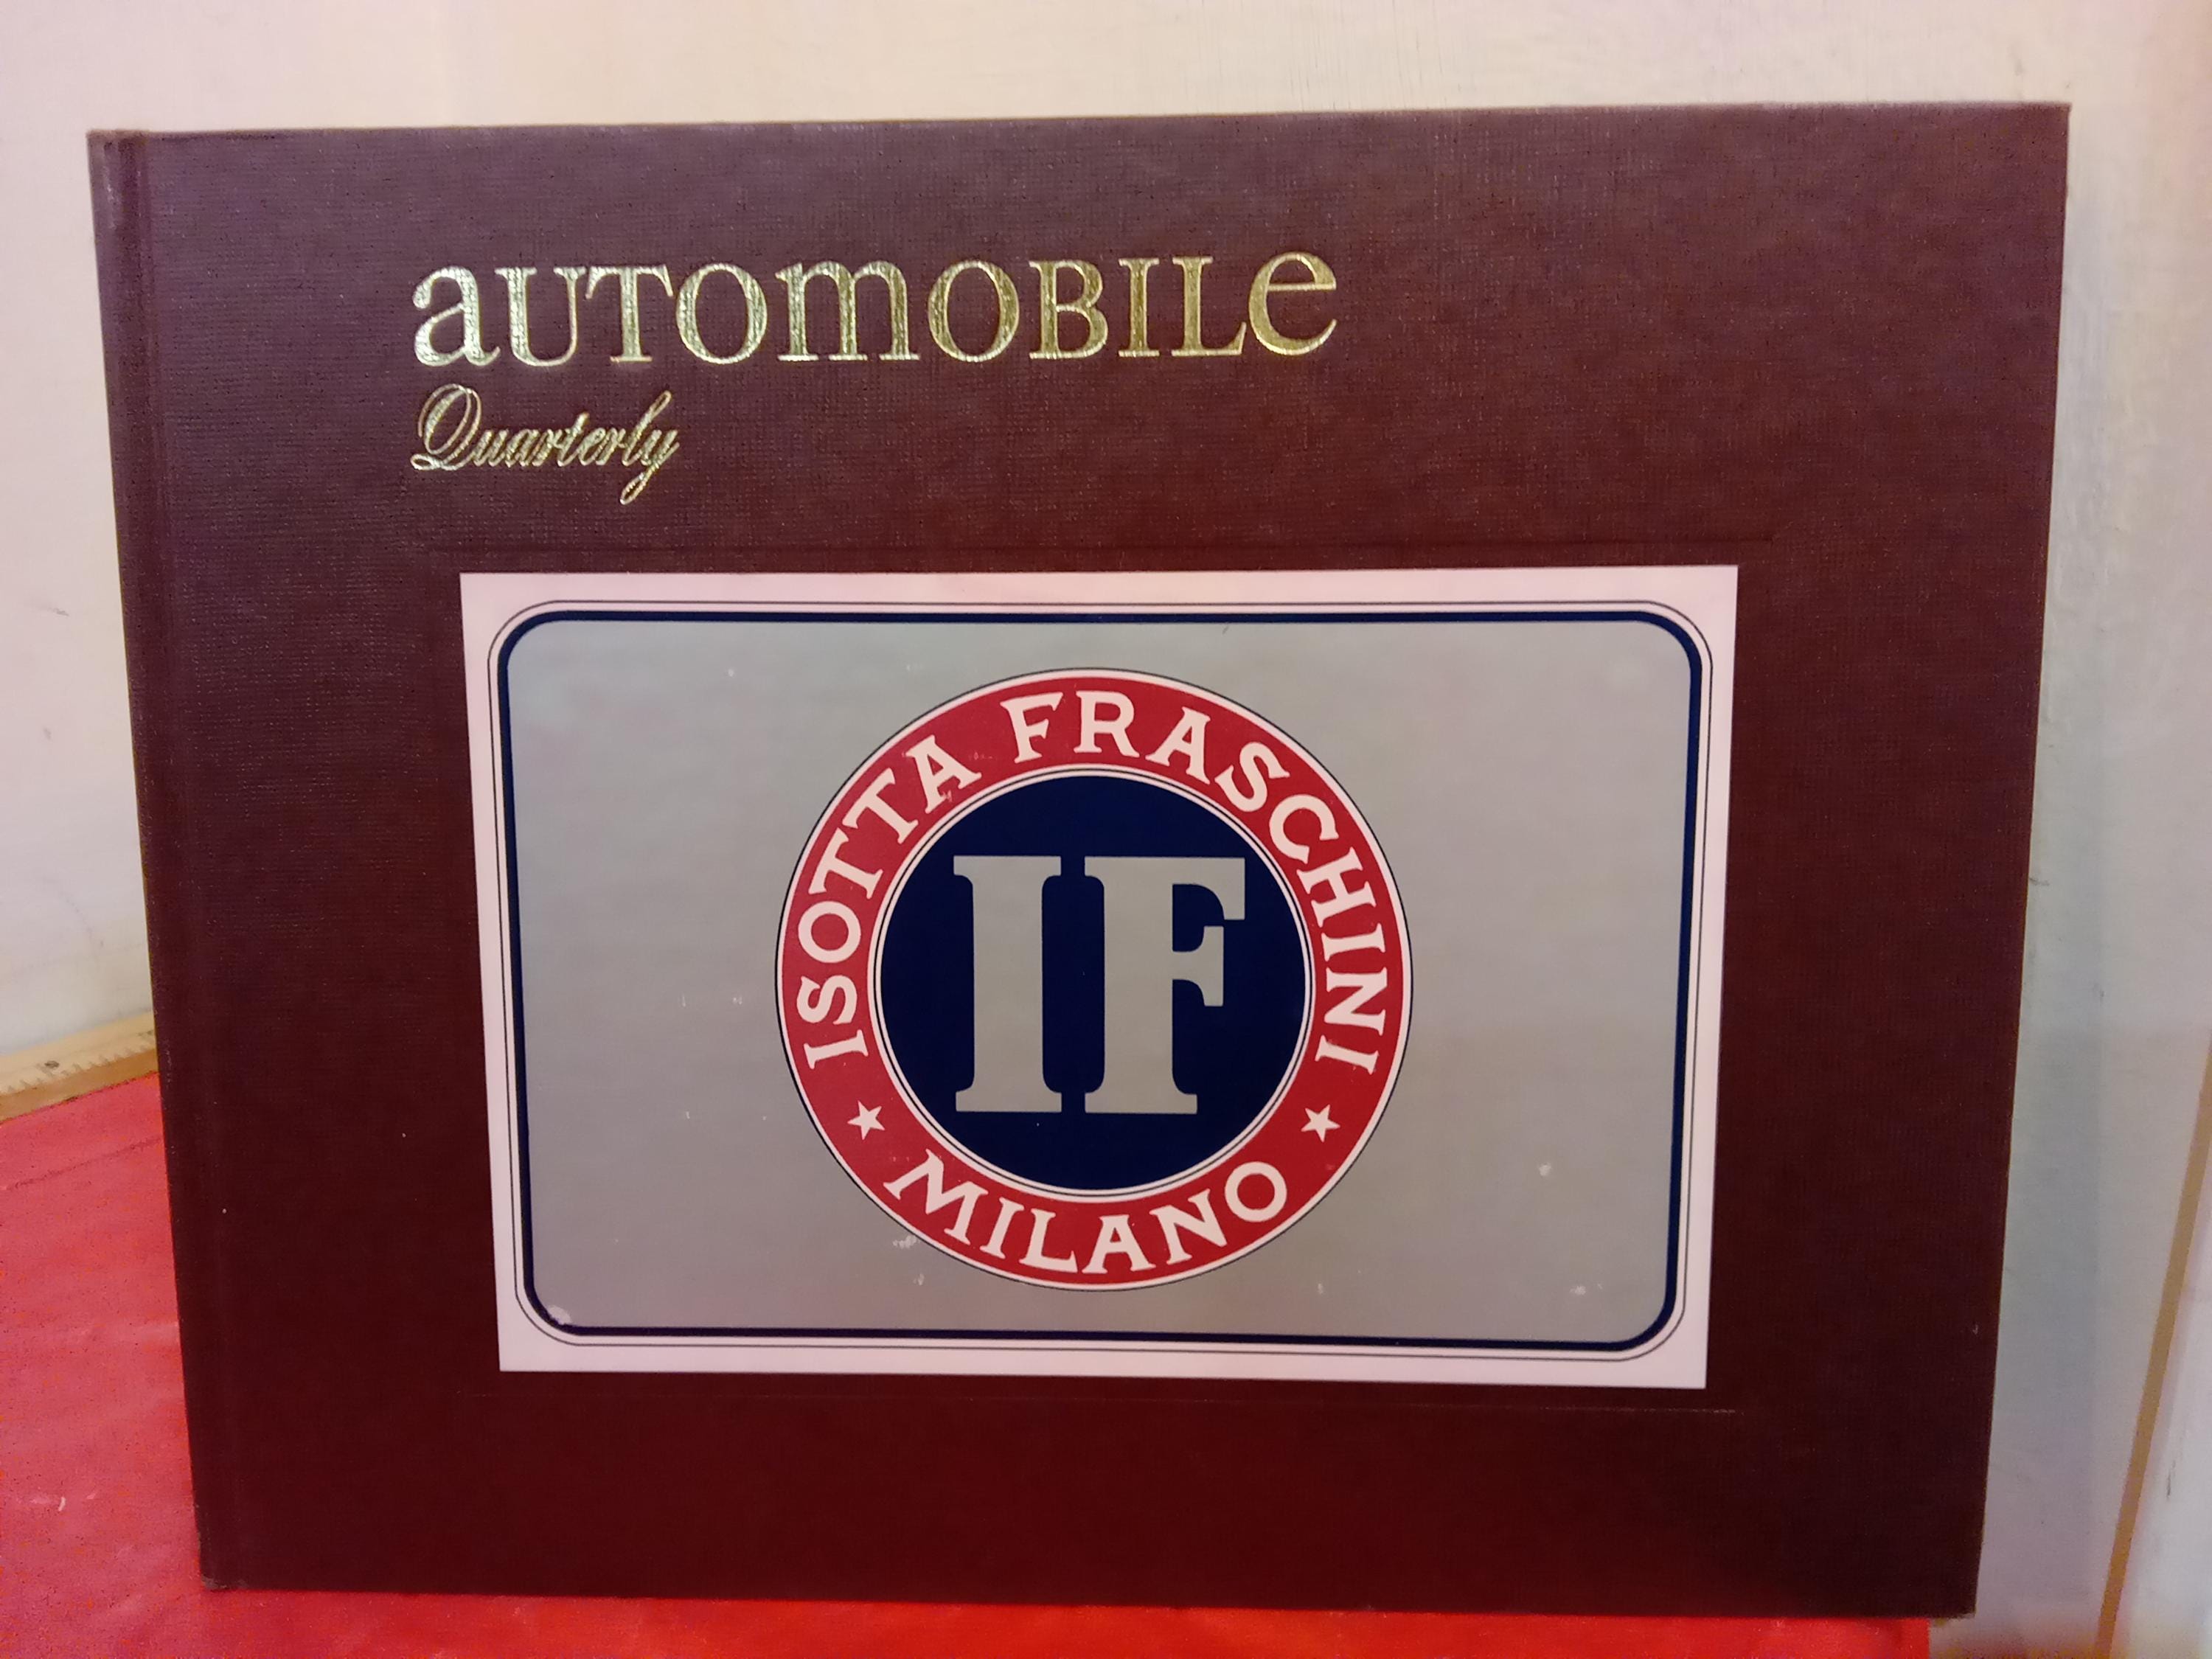 aUTOmOBILe
Quarterly
ISOTTA FRASCHINI
IF
★ MILANO ★